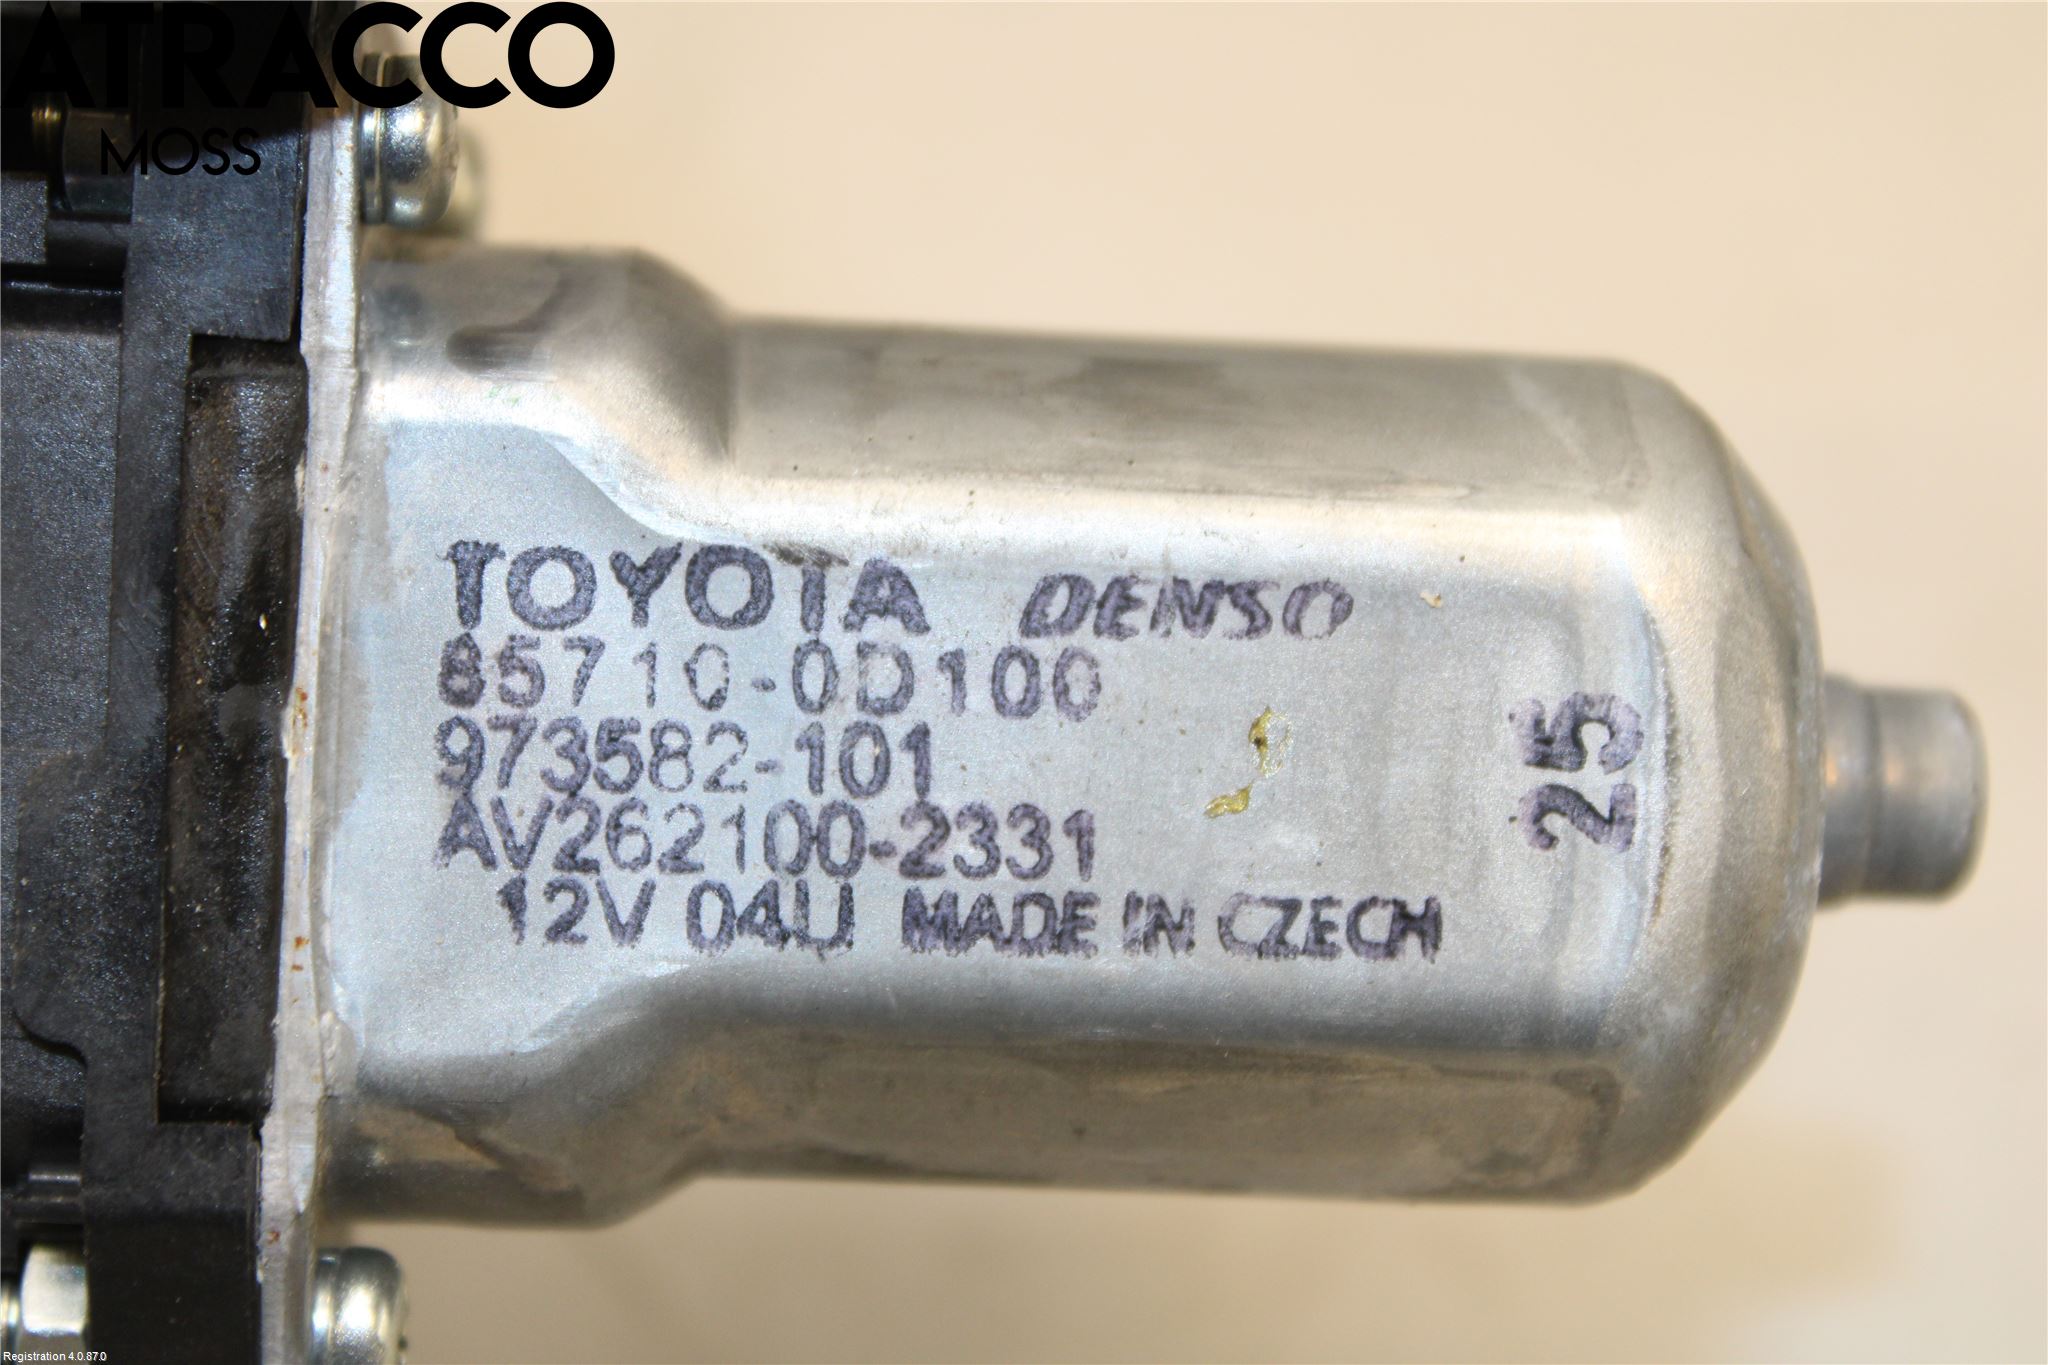 ATRACCO
MOSS
TOYOTA DENSO
85710-0D100
973582-101
AV262100-2331
12V 04U MADE IN CZECH
25
Registration 4.0.87.0